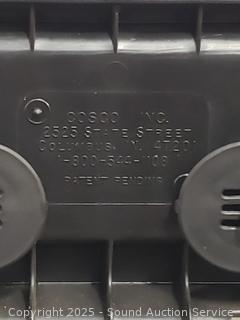 COSCO INC.
2525 STATE STREET
COLUMBUS, IN. 47201
1-800-544-1108
PATENT PENDING
Copyright 2025 - Sound Auction Service